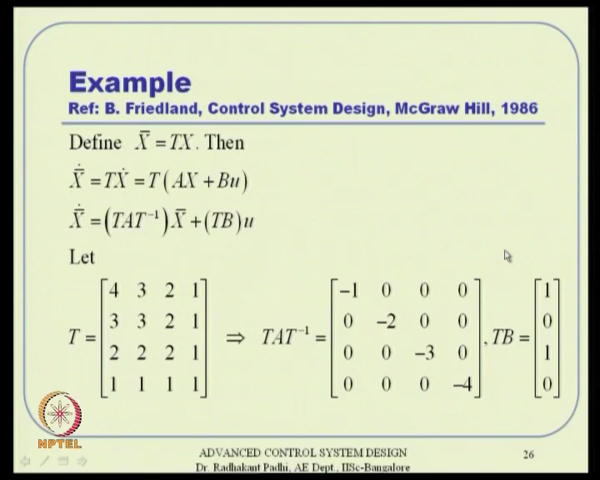 Example
Ref: B. Friedland, Control System Design, McGraw Hill, 1986
Define X̄ = TX. Then
Ẋ̄ = TẊ = T(AX + Bu)
Ẋ̄ = (TAT⁻¹)X̄ + (TB)u
Let
T = [4 3 2 1; 3 3 2 1; 2 2 2 1; 1 1 1 1] ⇒ TAT⁻¹ = [−1 0 0 0; 0 −2 0 0; 0 0 −3 0; 0 0 0 −4], TB = [1; 0; 1; 0]
NPTEL
ADVANCED CONTROL SYSTEM DESIGN
Dr. Radhakant Padhi, AE Dept., IISc-Bangalore
26